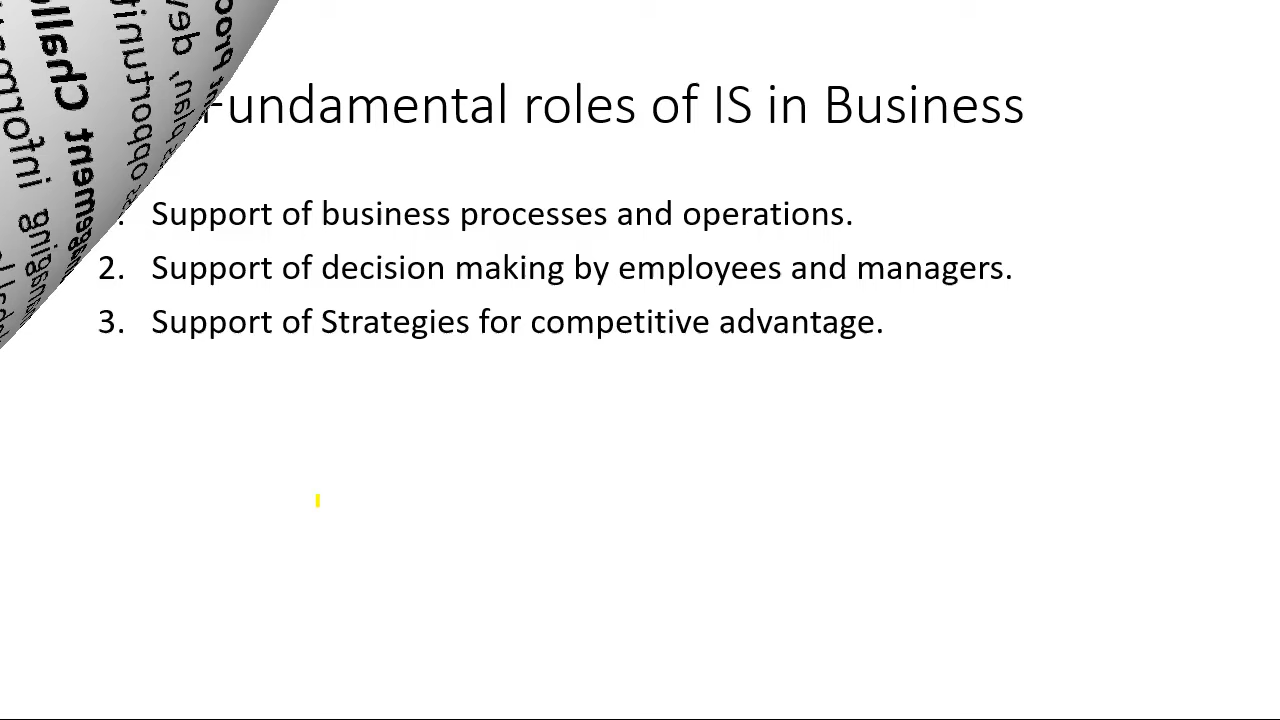 Fundamental roles of IS in Business
Support of business processes and operations.
2. Support of decision making by employees and managers.
3. Support of Strategies for competitive advantage.